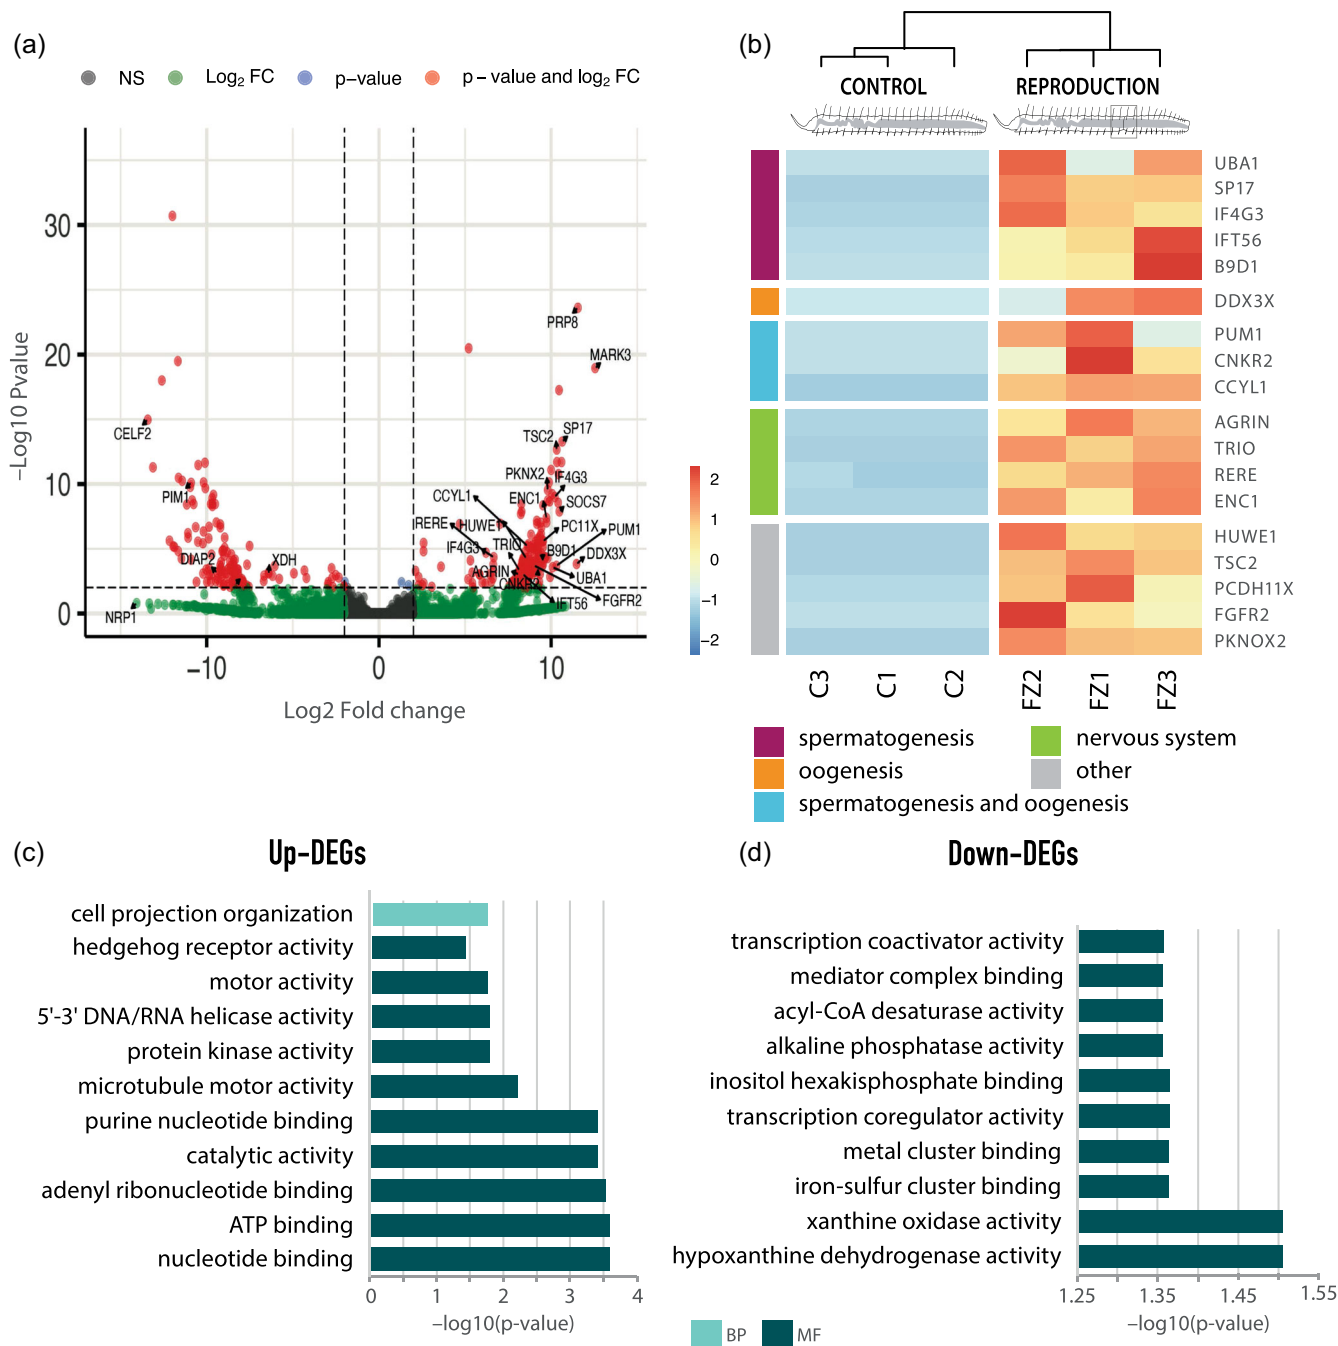 (a)
NS
Log2 FC
p-value
p – value and log2 FC
–Log10 Pvalue
30
20
10
0
PRP8
MARK3
CELF2
SP17
TSC2
PKNX2
IF4G3
PIM1
CCYL1
ENC1
SOCS7
RERE
HUWE1
PC11X
PUM1
TRIO
IF4G3
B9D1
DDX3X
DIAP2
XDH
AGRIN
CNKR2
UBA1
NRP1
IFT56
FGFR2
–10
0
10
Log2 Fold change
(b)
CONTROL
REPRODUCTION
UBA1
SP17
IF4G3
IFT56
B9D1
DDX3X
PUM1
CNKR2
CCYL1
AGRIN
TRIO
RERE
ENC1
HUWE1
TSC2
PCDH11X
FGFR2
PKNOX2
2
1
0
–1
–2
C3
C1
C2
FZ2
FZ1
FZ3
spermatogenesis
nervous system
oogenesis
other
spermatogenesis and oogenesis
(c)
Up-DEGs
cell projection organization
hedgehog receptor activity
motor activity
5'-3' DNA/RNA helicase activity
protein kinase activity
microtubule motor activity
purine nucleotide binding
catalytic activity
adenyl ribonucleotide binding
ATP binding
nucleotide binding
0 1 2 3 4
–log10(p-value)
(d)
Down-DEGs
transcription coactivator activity
mediator complex binding
acyl-CoA desaturase activity
alkaline phosphatase activity
inositol hexakisphosphate binding
transcription coregulator activity
metal cluster binding
iron-sulfur cluster binding
xanthine oxidase activity
hypoxanthine dehydrogenase activity
1.25 1.35 1.45 1.55
–log10(p-value)
BP
MF